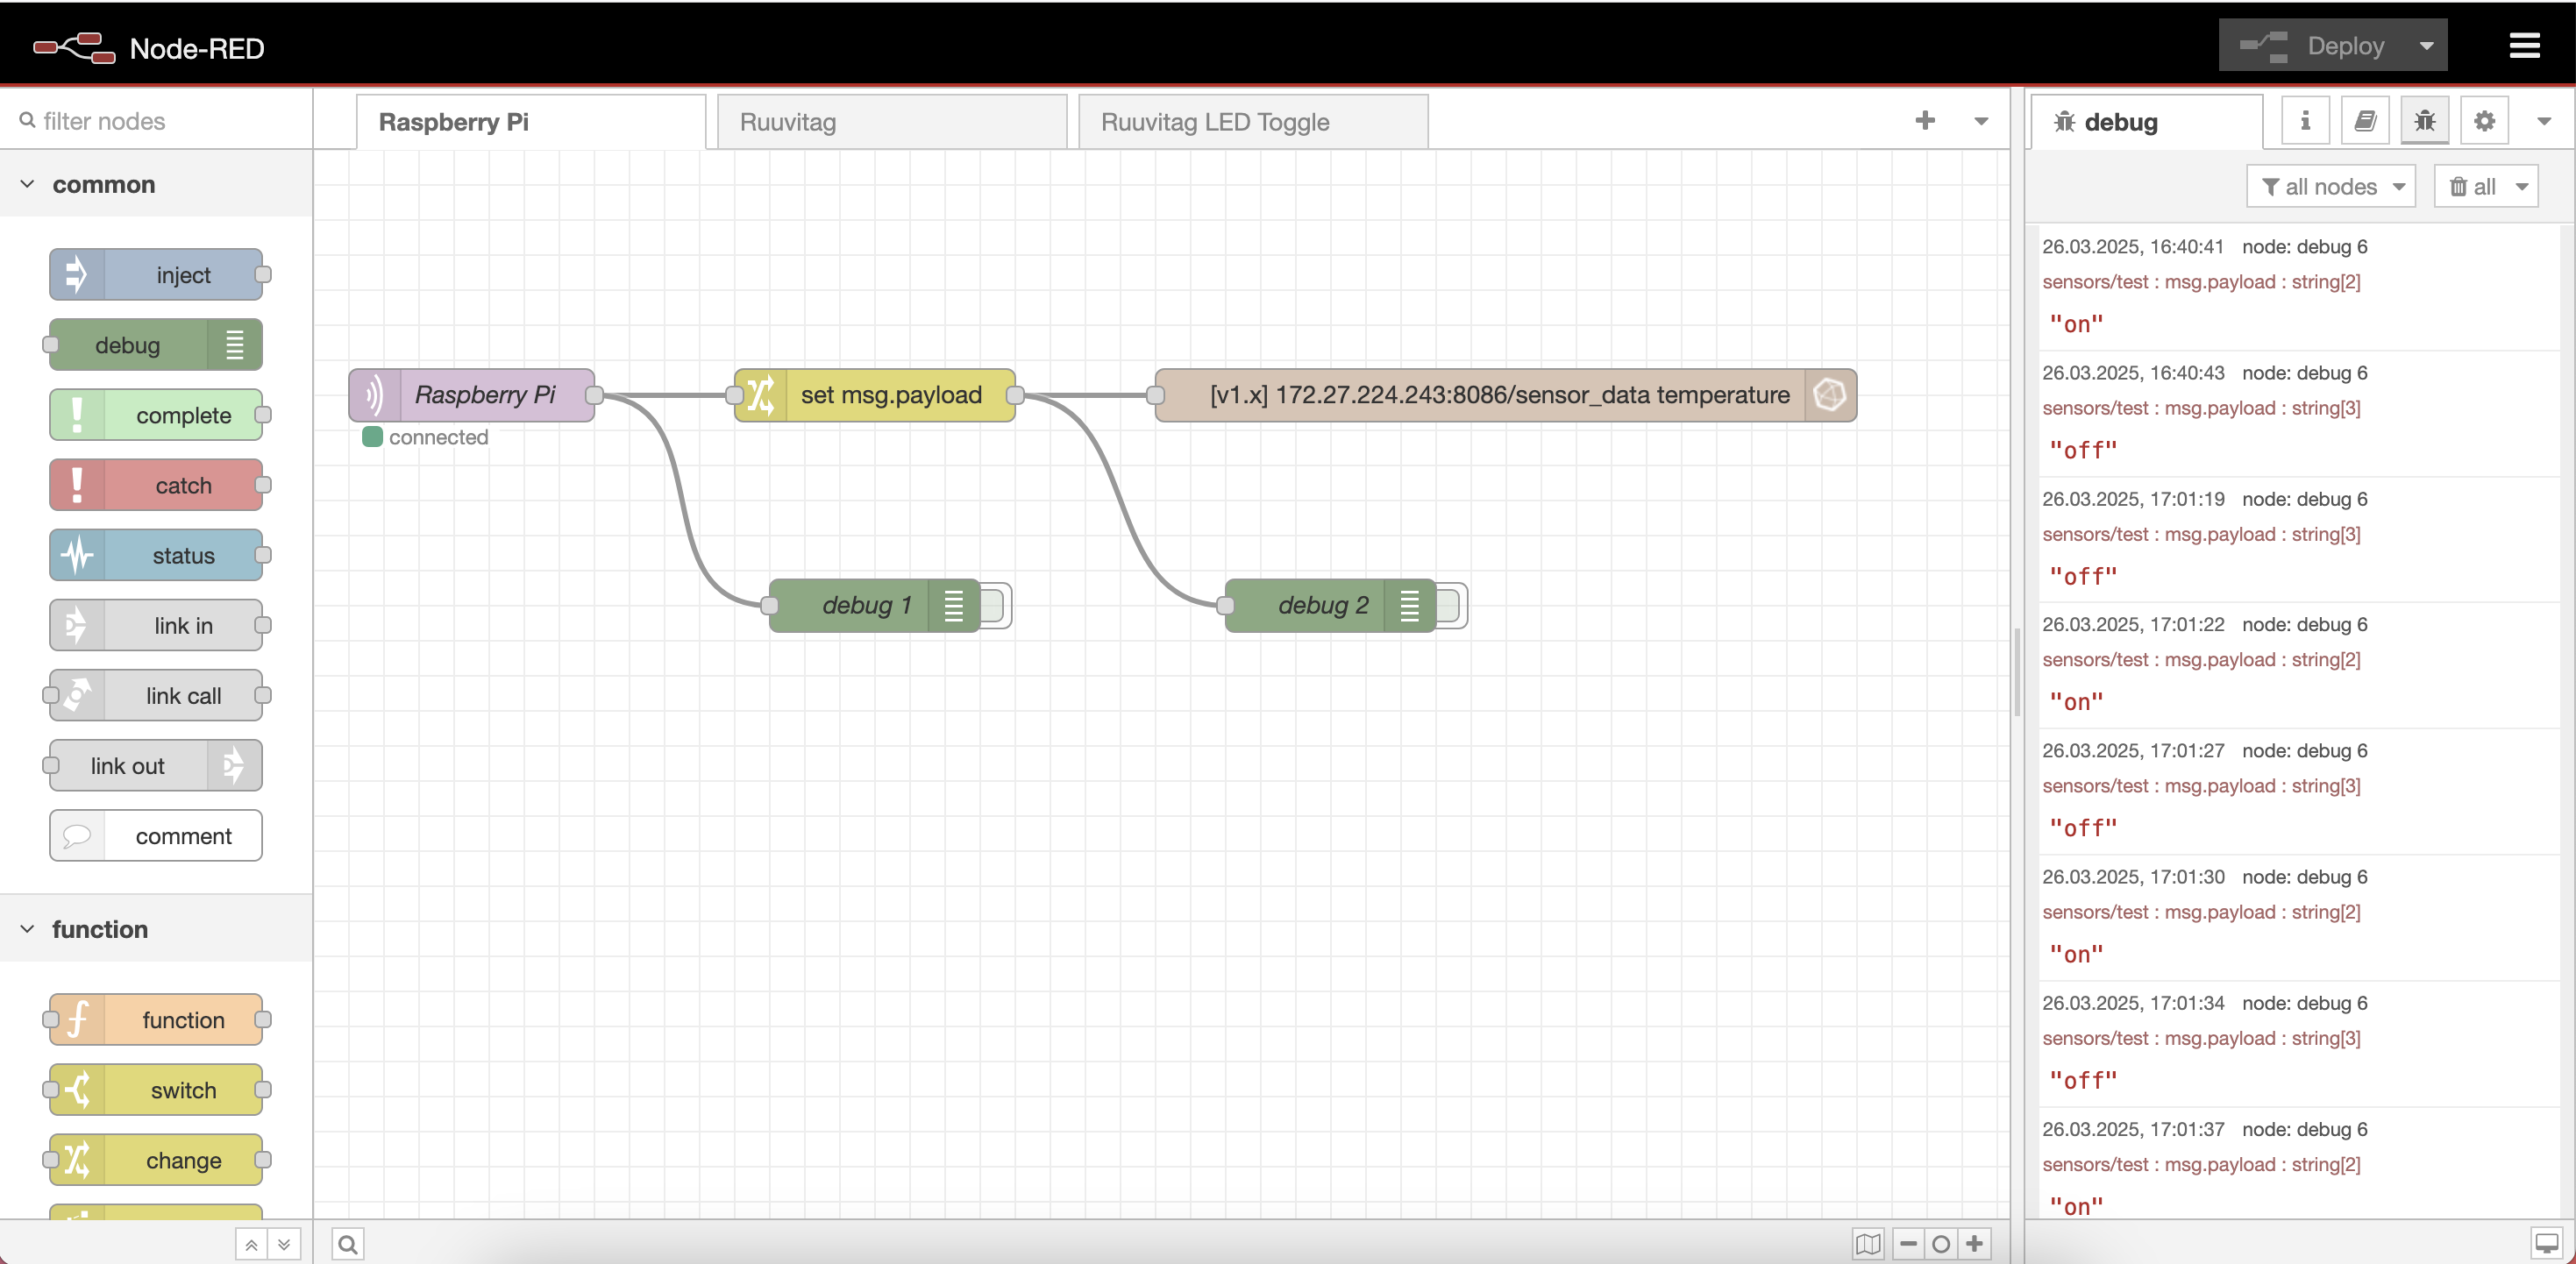 Node-RED
Deploy
filter nodes
Raspberry Pi
Ruuvitag
Ruuvitag LED Toggle
debug
all nodes
all
common
inject
debug
complete
catch
status
link in
link call
link out
comment
function
function
switch
change
Raspberry Pi
connected
set msg.payload
[v1.x] 172.27.224.243:8086/sensor_data temperature
debug 1
debug 2
26.03.2025, 16:40:41 node: debug 6
sensors/test : msg.payload : string[2]
"on"
26.03.2025, 16:40:43 node: debug 6
sensors/test : msg.payload : string[3]
"off"
26.03.2025, 17:01:19 node: debug 6
sensors/test : msg.payload : string[3]
"off"
26.03.2025, 17:01:22 node: debug 6
sensors/test : msg.payload : string[2]
"on"
26.03.2025, 17:01:27 node: debug 6
sensors/test : msg.payload : string[3]
"off"
26.03.2025, 17:01:30 node: debug 6
sensors/test : msg.payload : string[2]
"on"
26.03.2025, 17:01:34 node: debug 6
sensors/test : msg.payload : string[3]
"off"
26.03.2025, 17:01:37 node: debug 6
sensors/test : msg.payload : string[2]
"on"